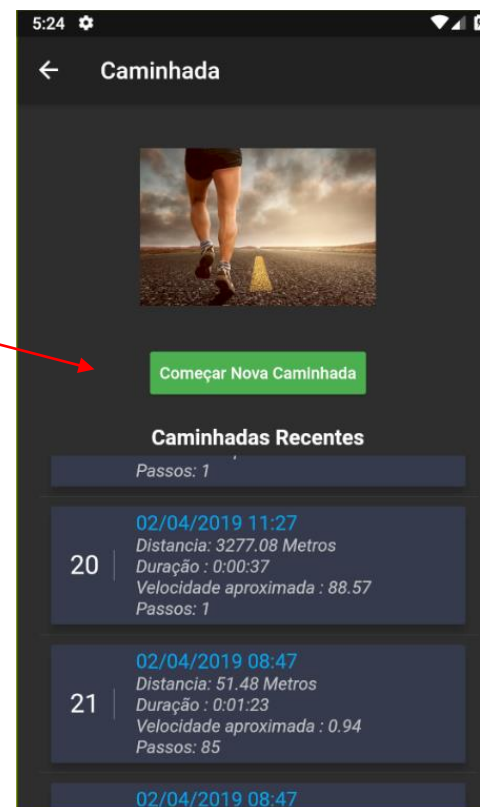 5:24
Caminhada
Começar Nova Caminhada
Caminhadas Recentes
Passos: 1
20
02/04/2019 11:27
Distancia: 3277.08 Metros
Duração : 0:00:37
Velocidade aproximada : 88.57
Passos: 1
21
02/04/2019 08:47
Distancia: 51.48 Metros
Duração : 0:01:23
Velocidade aproximada : 0.94
Passos: 85
02/04/2019 08:47